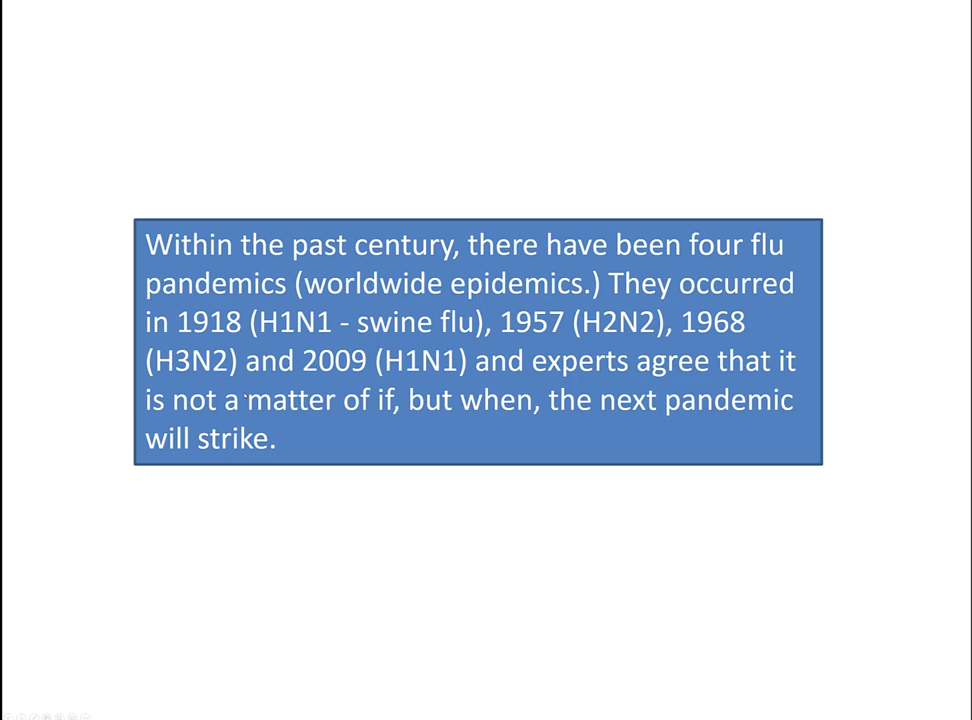 Within the past century, there have been four flu
pandemics (worldwide epidemics.) They occurred
in 1918 (H1N1 - swine flu), 1957 (H2N2), 1968
(H3N2) and 2009 (H1N1) and experts agree that it
is not a matter of if, but when, the next pandemic
will strike.